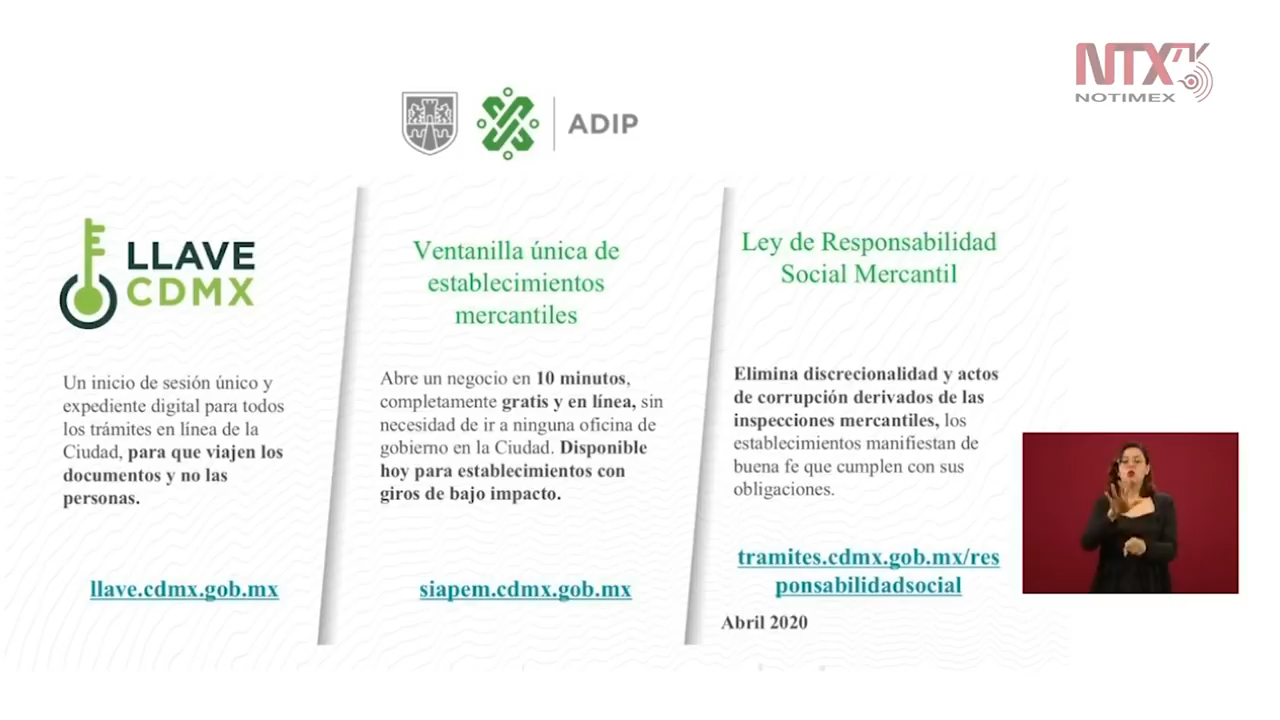 NTX
NOTIMEX
ADIP
LLAVE
CDMX
Un inicio de sesión único y
expediente digital para todos
los trámites en línea de la
Ciudad, para que viajen los
documentos y no las
personas.
llave.cdmx.gob.mx
Ventanilla única de
establecimientos
mercantiles
Abre un negocio en 10 minutos,
completamente gratis y en línea, sin
necesidad de ir a ninguna oficina de
gobierno en la Ciudad. Disponible
hoy para establecimientos con
giros de bajo impacto.
siapem.cdmx.gob.mx
Ley de Responsabilidad
Social Mercantil
Elimina discrecionalidad y actos
de corrupción derivados de las
inspecciones mercantiles, los
establecimientos manifiestan de
buena fe que cumplen con sus
obligaciones.
tramites.cdmx.gob.mx/res
ponsabilidadsocial
Abril 2020